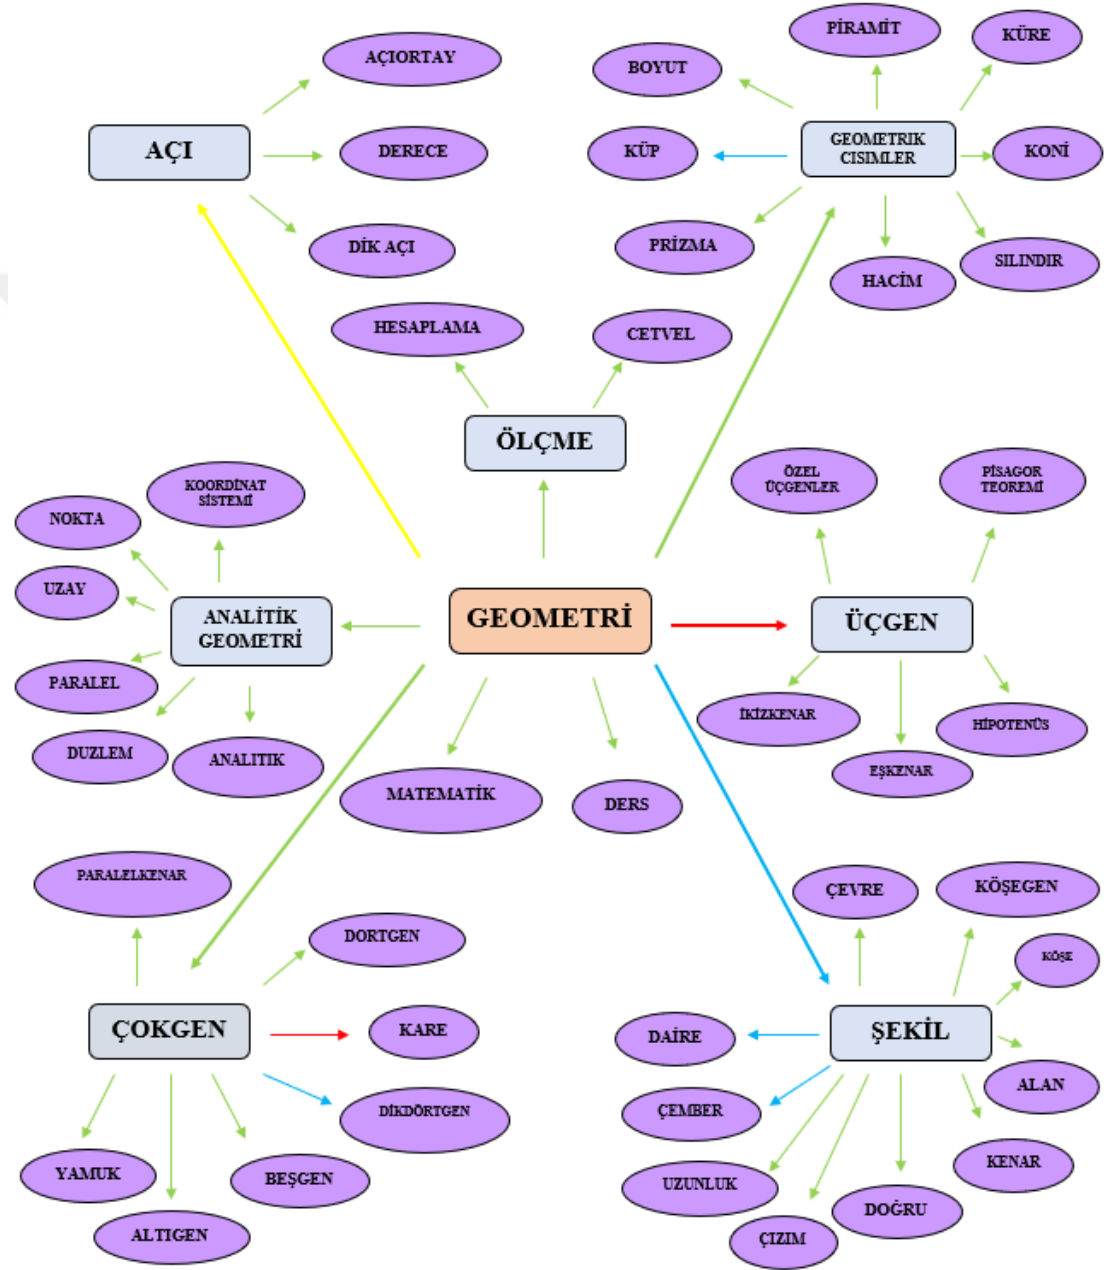 PİRAMİT
KÜRE
AÇIORTAY
BOYUT
AÇI
DERECE
KÜP
GEOMETRIK
CISIMLER
KONİ
DİK AÇI
PRİZMA
HACİM
SILINDIR
HESAPLAMA
CETVEL
ÖLÇME
KOORDİNAT
SİSTEMİ
NOKTA
ÖZEL
ÜÇGENLER
PİSAGOR
TEOREMİ
UZAY
ANALİTİK
GEOMETRİ
GEOMETRİ
ÜÇGEN
PARALEL
DUZLEM
ANALITIK
İKİZKENAR
HİPOTENÜS
EŞKENAR
MATEMATİK
DERS
PARALELKENAR
DORTGEN
ÇEVRE
KÖŞEGEN
KÖŞE
ÇOKGEN
KARE
DAİRE
ŞEKİL
ALAN
DİKDÖRTGEN
ÇEMBER
YAMUK
BEŞGEN
UZUNLUK
KENAR
DOĞRU
ALTIGEN
ÇIZIM